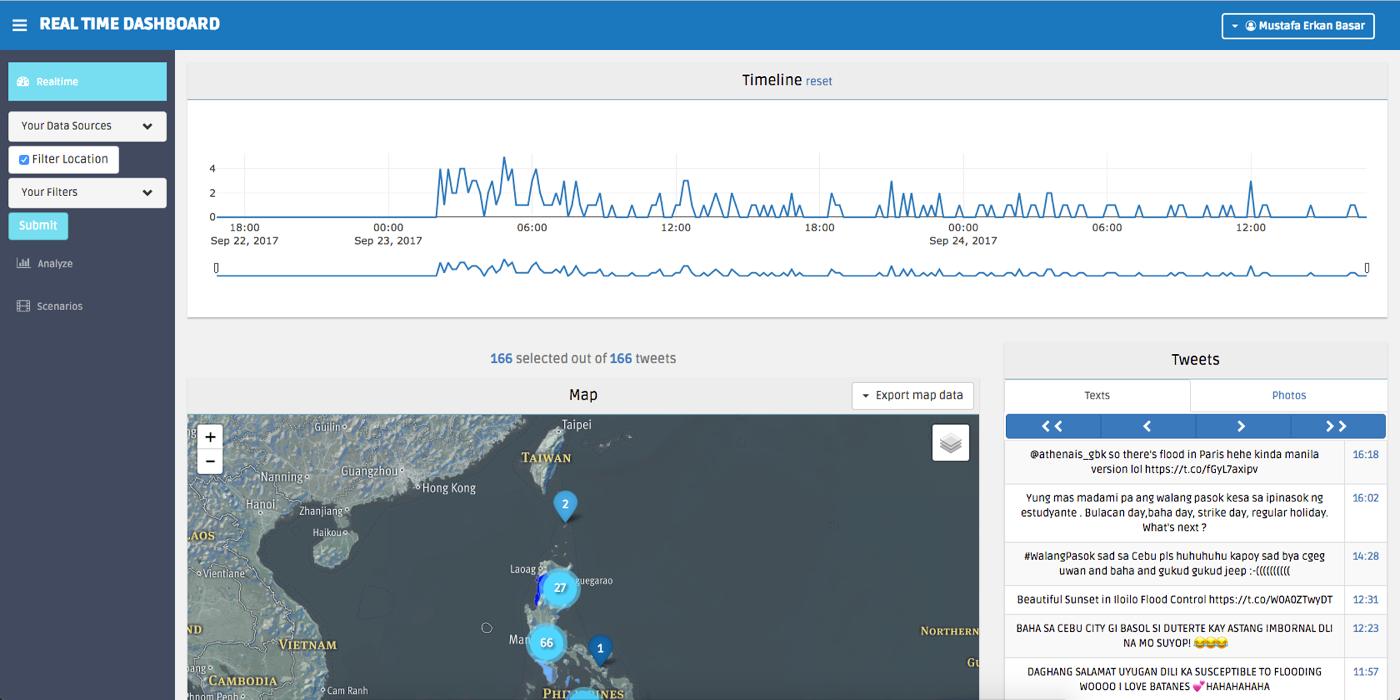 REAL TIME DASHBOARD
Mustafa Erkan Basar
Realtime
Your Data Sources
Filter Location
Your Filters
Submit
Analyze
Scenarios
Timeline reset
4
2
0
18:00 00:00 06:00 12:00 18:00 00:00 06:00 12:00
Sep 22, 2017 Sep 23, 2017 Sep 24, 2017
166 selected out of 166 tweets
Map
Export map data
+
−
Guilin
Taipei
TAIWAN
Guangzhou
Nanning
Hong Kong
Hanoi
Zhanjiang
2
Haikou
LAOS
Vientiane
Laoag
27
uegarao
Man
66
1
NORTHERN
VIETNAM
CAMBODIA
Cam Ranh
Phnom Penh
Tweets
Texts Photos
@athenais_gbk so there's flood in Paris hehe kinda manila 16:18
version lol https://t.co/fGyL7axipv
Yung mas madami pa ang walang pasok kesa sa ipinasok ng 16:02
estudyante . Bulacan day,baha day, strike day, regular holiday.
What's next ?
#WalangPasok sad sa Cebu pls huhuhuhu kapoy sad bya cgeg 14:28
uwan and baha and gukud gukud jeep :-((((((((((
Beautiful Sunset in Iloilo Flood Control https://t.co/WOA0ZTwyDT 12:31
BAHA SA CEBU CITY GI BASOL SI DUTERTE KAY ASTANG IMBORNAL DLI 12:23
NA MO SUYOP! 😂😂😂
DAGHANG SALAMAT UYUGAN DILI KA SUSCEPTIBLE TO FLOODING 11:57
WOOOO I LOVE BATANES 💕HAHAHAHAHA